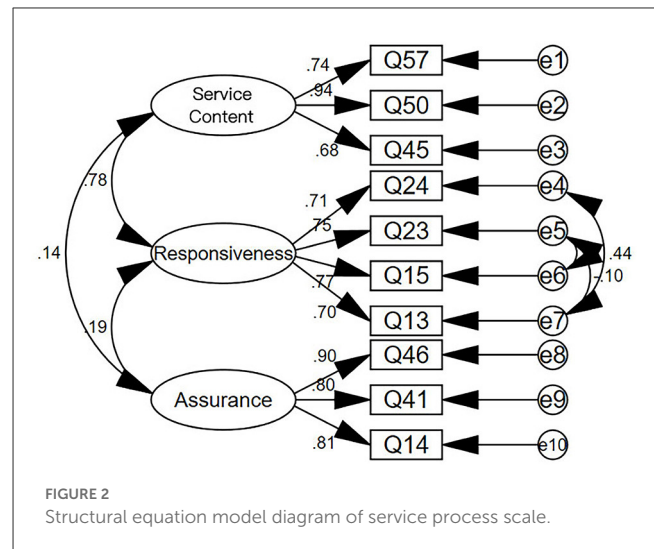 .74
Q57
e1
Service
Content
.94
Q50
e2
.68
Q45
e3
.78
.71
Q24
e4
.75
Q23
e5
.14
Responsiveness
.44
.77
Q15
e6
-.10
.70
Q13
e7
.19
.90
Q46
e8
.80
Assurance
Q41
e9
.81
Q14
e10
FIGURE 2
Structural equation model diagram of service process scale.